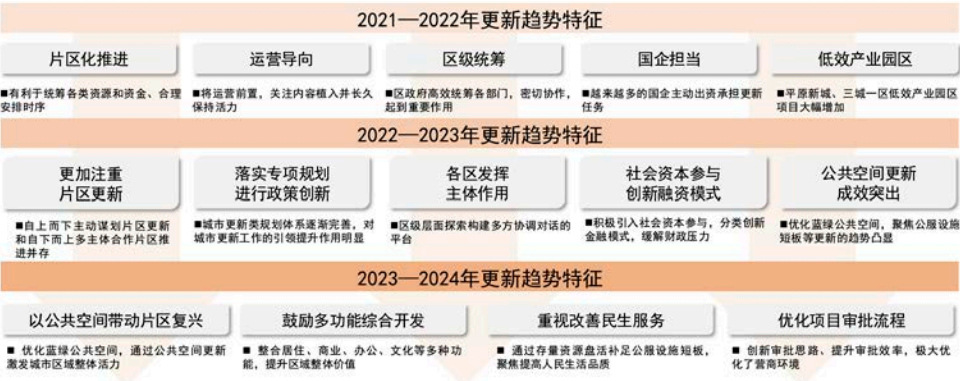 2021—2022年更新趋势特征
片区化推进
运营导向
区级统筹
国企担当
低效产业园区
■有利于统筹各类资源和资金、合理
安排时序
■将运营前置，关注内容植入并长久
保持活力
■区政府高效统筹各部门，密切协作，
起到重要作用
■越来越多的国企主动出资承担更新
任务
■平原新城、三城一区低效产业园区
项目大幅增加
2022—2023年更新趋势特征
更加注重
片区更新
落实专项规划
进行政策创新
各区发挥
主体作用
社会资本参与
创新融资模式
公共空间更新
成效突出
■自上而下主动谋划片区更新
和自下而上多主体合作片区推
进并存
■城市更新类规划体系逐渐完善，对
城市更新工作的引领提升作用明显
■区级层面探索构建多方协调对话的
平台
■积极引入社会资本参与，分类创新
金融模式，缓解财政压力
■优化蓝绿公共空间，聚焦公服设施
短板等更新的趋势凸显
2023—2024年更新趋势特征
以公共空间带动片区复兴
鼓励多功能综合开发
重视改善民生服务
优化项目审批流程
■ 优化蓝绿公共空间，通过公共空间更新
激发城市区域整体活力
■ 整合居住、商业、办公、文化等多种功
能，提升区域整体价值
■ 通过存量资源盘活补足公服设施短板，
聚焦提高人民生活品质
■ 创新审批思路、提升审批效率，极大优
化了营商环境